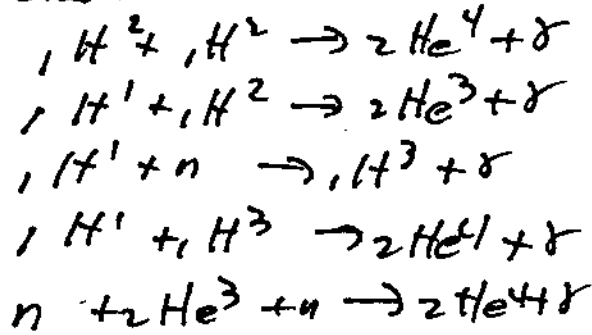 ₁H² + ₁H² → ₂He⁴ + γ
₁H¹ + ₁H² → ₂He³ + γ
₁H¹ + n → ₁H³ + γ
₁H¹ + ₁H³ → ₂He⁴ + γ
n + ₂He³ + n → ₂He⁴ + γ